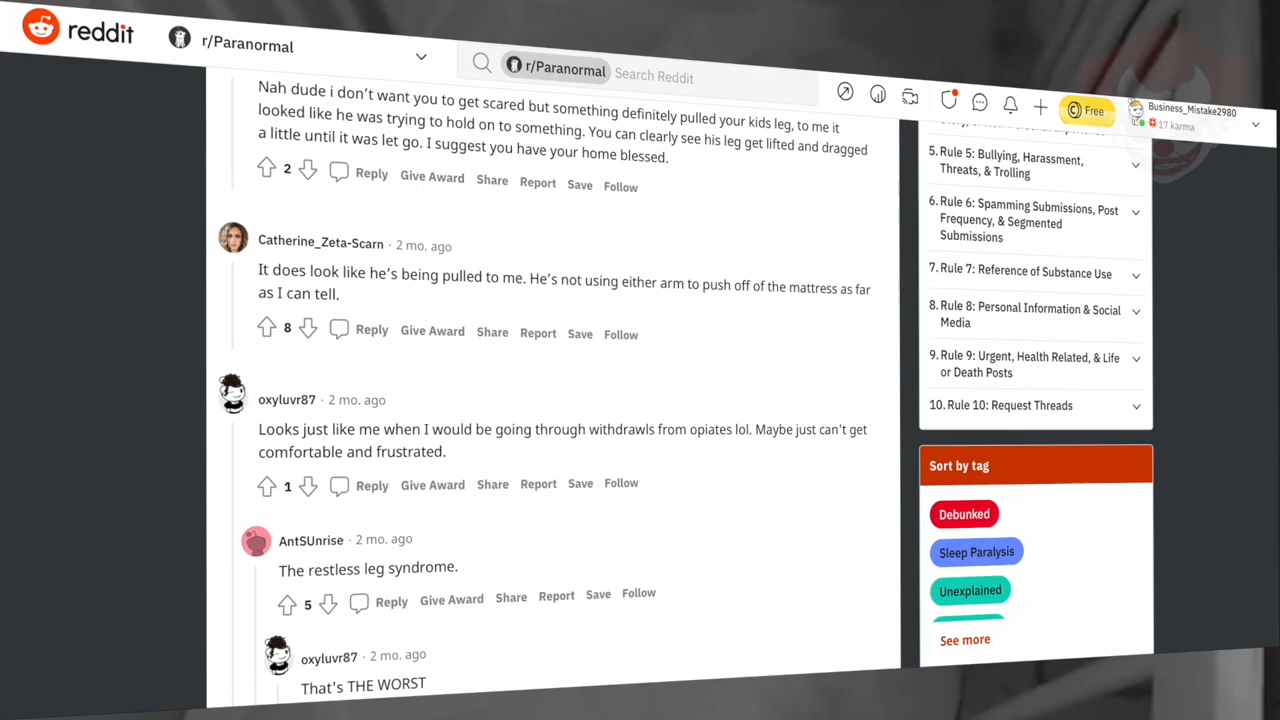 reddit
r/Paranormal
r/Paranormal
Search Reddit
Free
Business_Mistake2980
17 karma
Nah dude i don't want you to get scared but something definitely pulled your kids leg, to me it
looked like he was trying to hold on to something. You can clearly see his leg get lifted and dragged
a little until it was let go. I suggest you have your home blessed.
2 Reply Give Award Share Report Save Follow
Catherine_Zeta-Scarn · 2 mo. ago
It does look like he's being pulled to me. He's not using either arm to push off of the mattress as far
as I can tell.
8 Reply Give Award Share Report Save Follow
oxyluvr87 · 2 mo. ago
Looks just like me when I would be going through withdrawls from opiates lol. Maybe just can't get
comfortable and frustrated.
1 Reply Give Award Share Report Save Follow
AntSUnrise · 2 mo. ago
The restless leg syndrome.
5 Reply Give Award Share Report Save Follow
oxyluvr87 · 2 mo. ago
That's THE WORST
5. Rule 5: Bullying, Harassment,
Threats, & Trolling
6. Rule 6: Spamming Submissions, Post
Frequency, & Segmented
Submissions
7. Rule 7: Reference of Substance Use
8. Rule 8: Personal Information & Social
Media
9. Rule 9: Urgent, Health Related, & Life
or Death Posts
10. Rule 10: Request Threads
Sort by tag
Debunked
Sleep Paralysis
Unexplained
See more